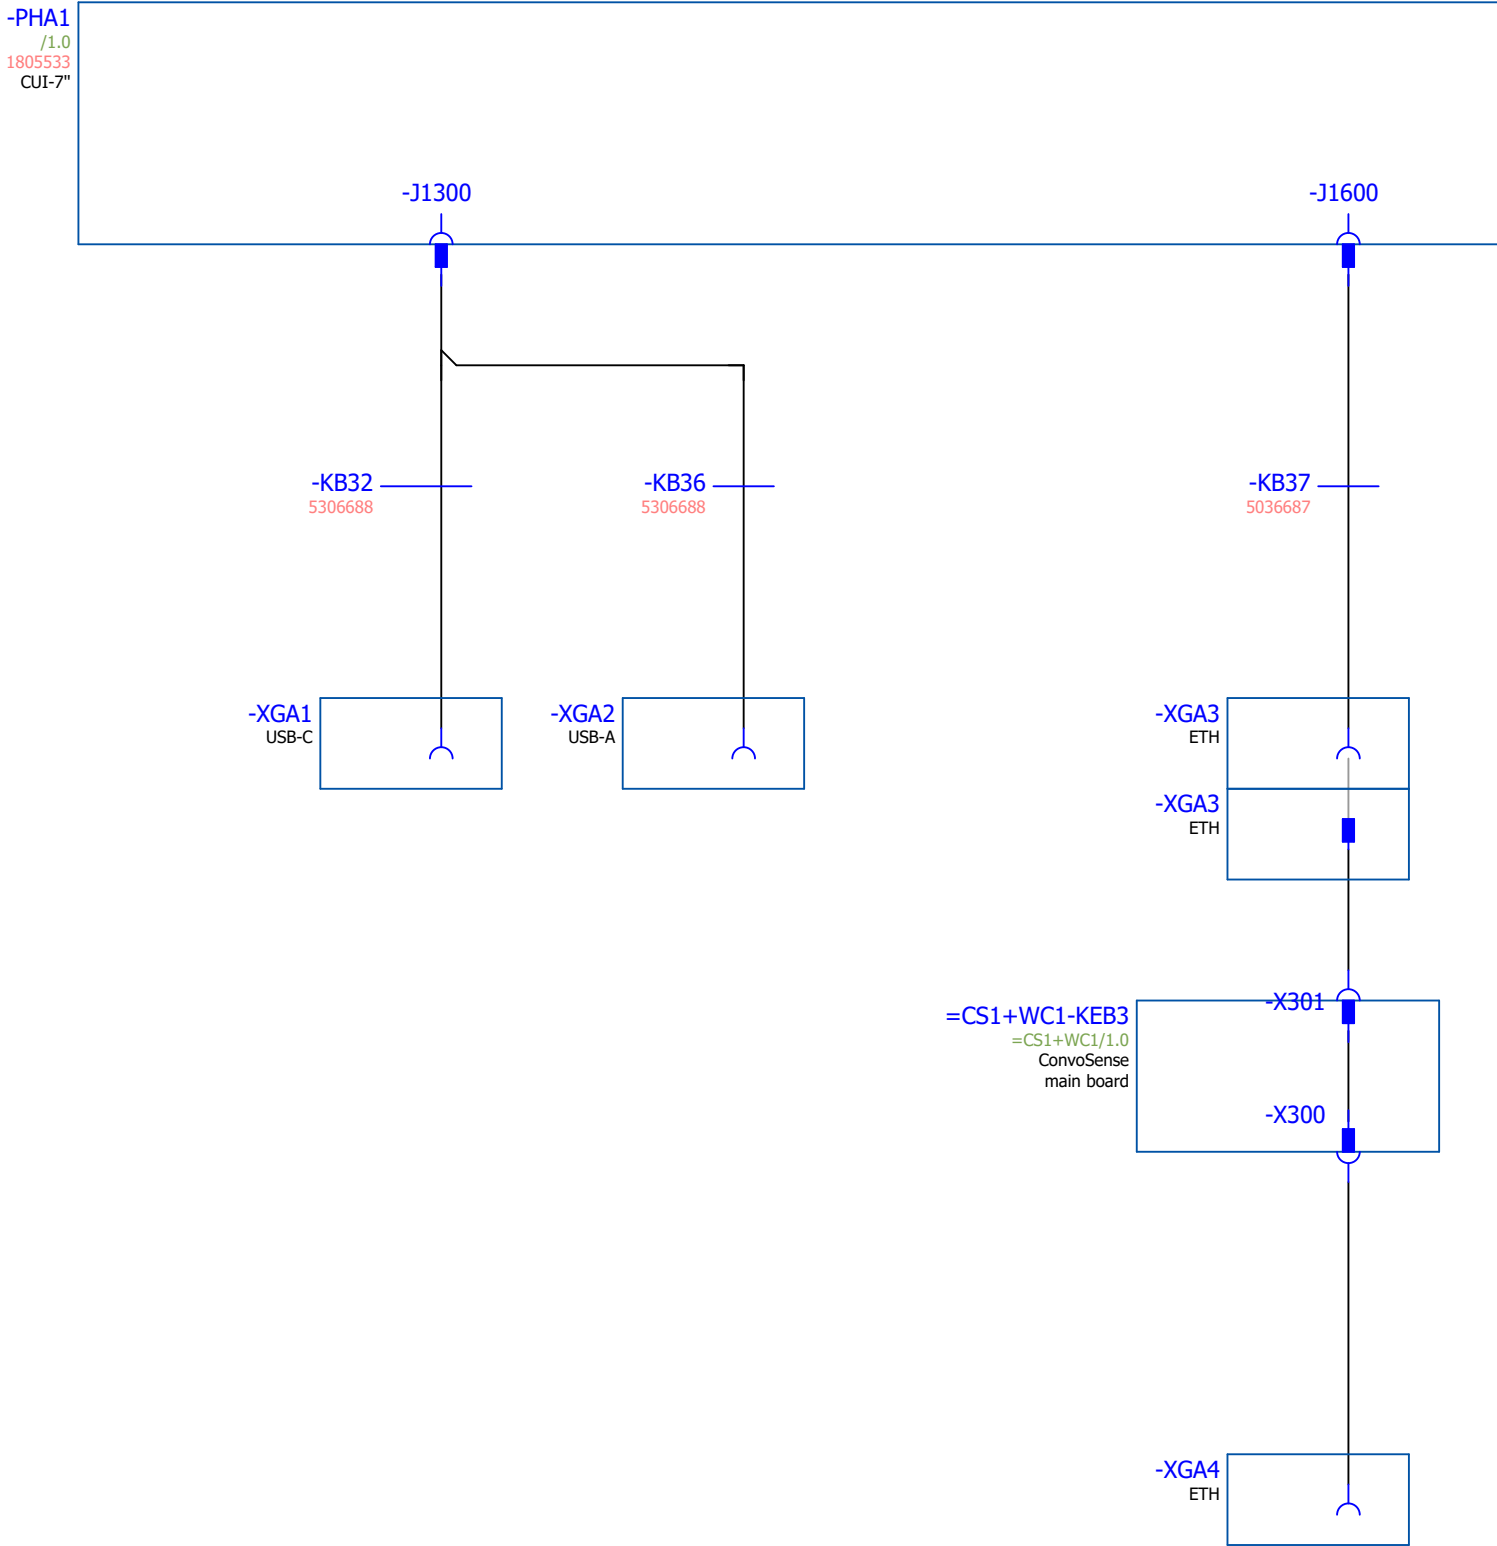 -PHA1
/1.0
1805533
CUI-7"
-J1300
-J1600
-KB32
5306688
-KB36
5306688
-KB37
5036687
-XGA1
USB-C
-XGA2
USB-A
-XGA3
ETH
-XGA3
ETH
-X301
=CS1+WC1-KEB3
=CS1+WC1/1.0
ConvoSense
main board
-X300
-XGA4
ETH